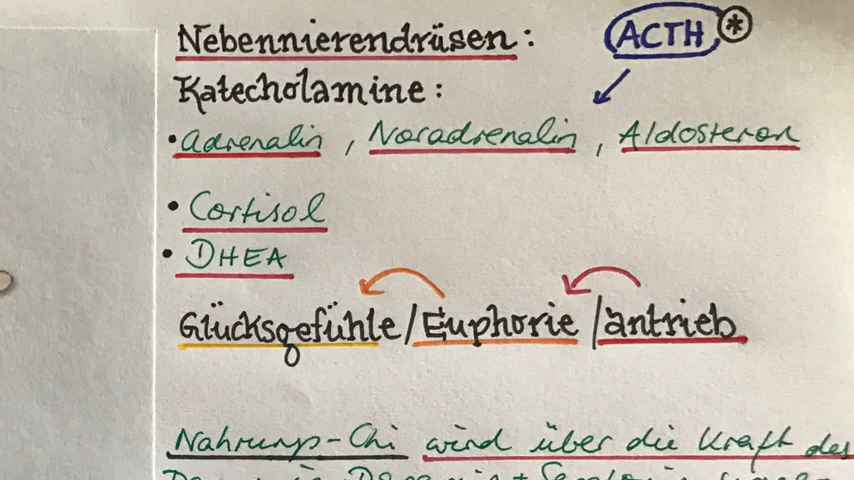 Nebennierendrüsen: ACTH *
Katecholamine:
• Adrenalin, Noradrenalin, Aldosteron
• Cortisol
• DHEA
Glücksgefühle/Euphorie/antrieb
Nahrungs-Chi wird über die Kraft des